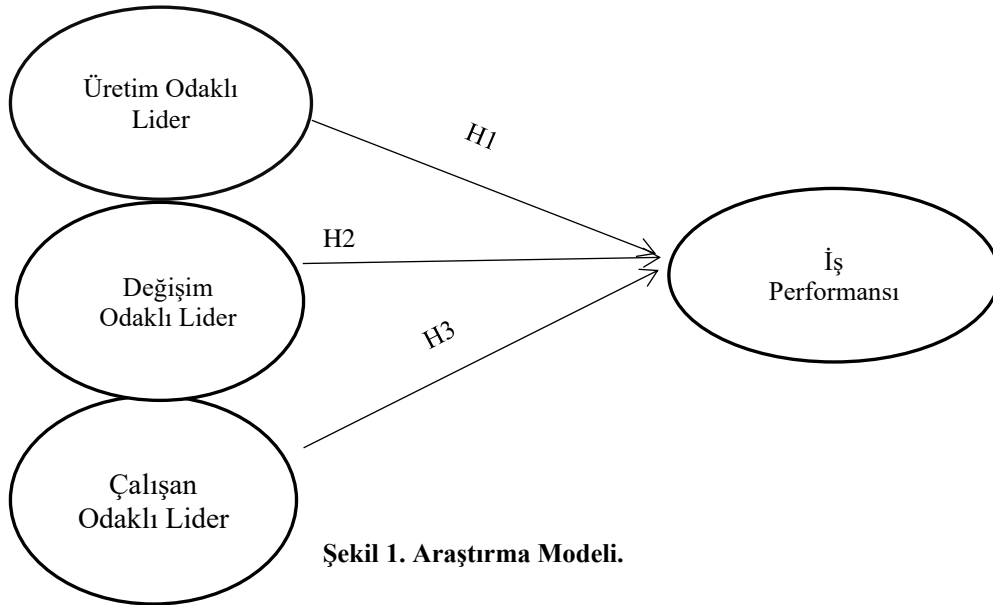 Üretim Odaklı
Lider
H1
H2
Değişim
Odaklı Lider
İş
Performansı
H3
Çalışan
Odaklı Lider
Şekil 1. Araştırma Modeli.